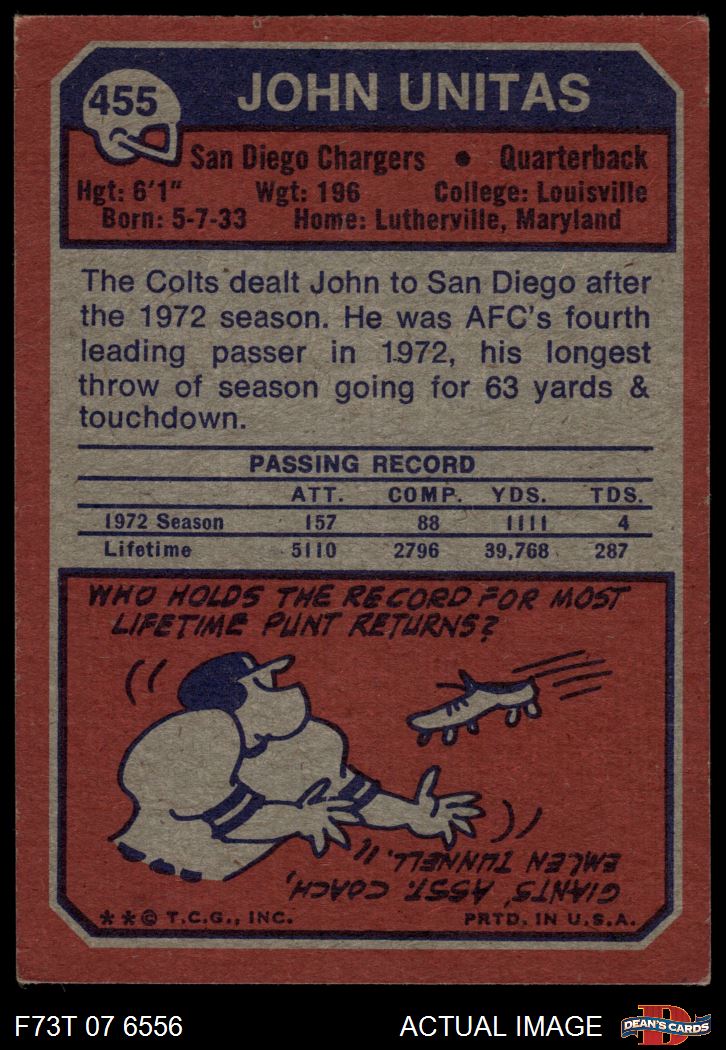 455
JOHN UNITAS
San Diego Chargers • Quarterback
Hgt: 6'1" Wgt: 196 College: Louisville
Born: 5-7-33 Home: Lutherville, Maryland
The Colts dealt John to San Diego after
the 1972 season. He was AFC's fourth
leading passer in 1972, his longest
throw of season going for 63 yards &
touchdown.
PASSING RECORD
ATT. COMP. YDS. TDS.
1972 Season 157 88 1111 4
Lifetime 5110 2796 39,768 287
WHO HOLDS THE RECORD FOR MOST
LIFETIME PUNT RETURNS?
GIANTS' ASST. COACH,
EMLEN TUNNELL.
**© T.C.G., INC. PRTD. IN U.S.A.
F73T 07 6556 ACTUAL IMAGE
D
DEAN'S CARDS